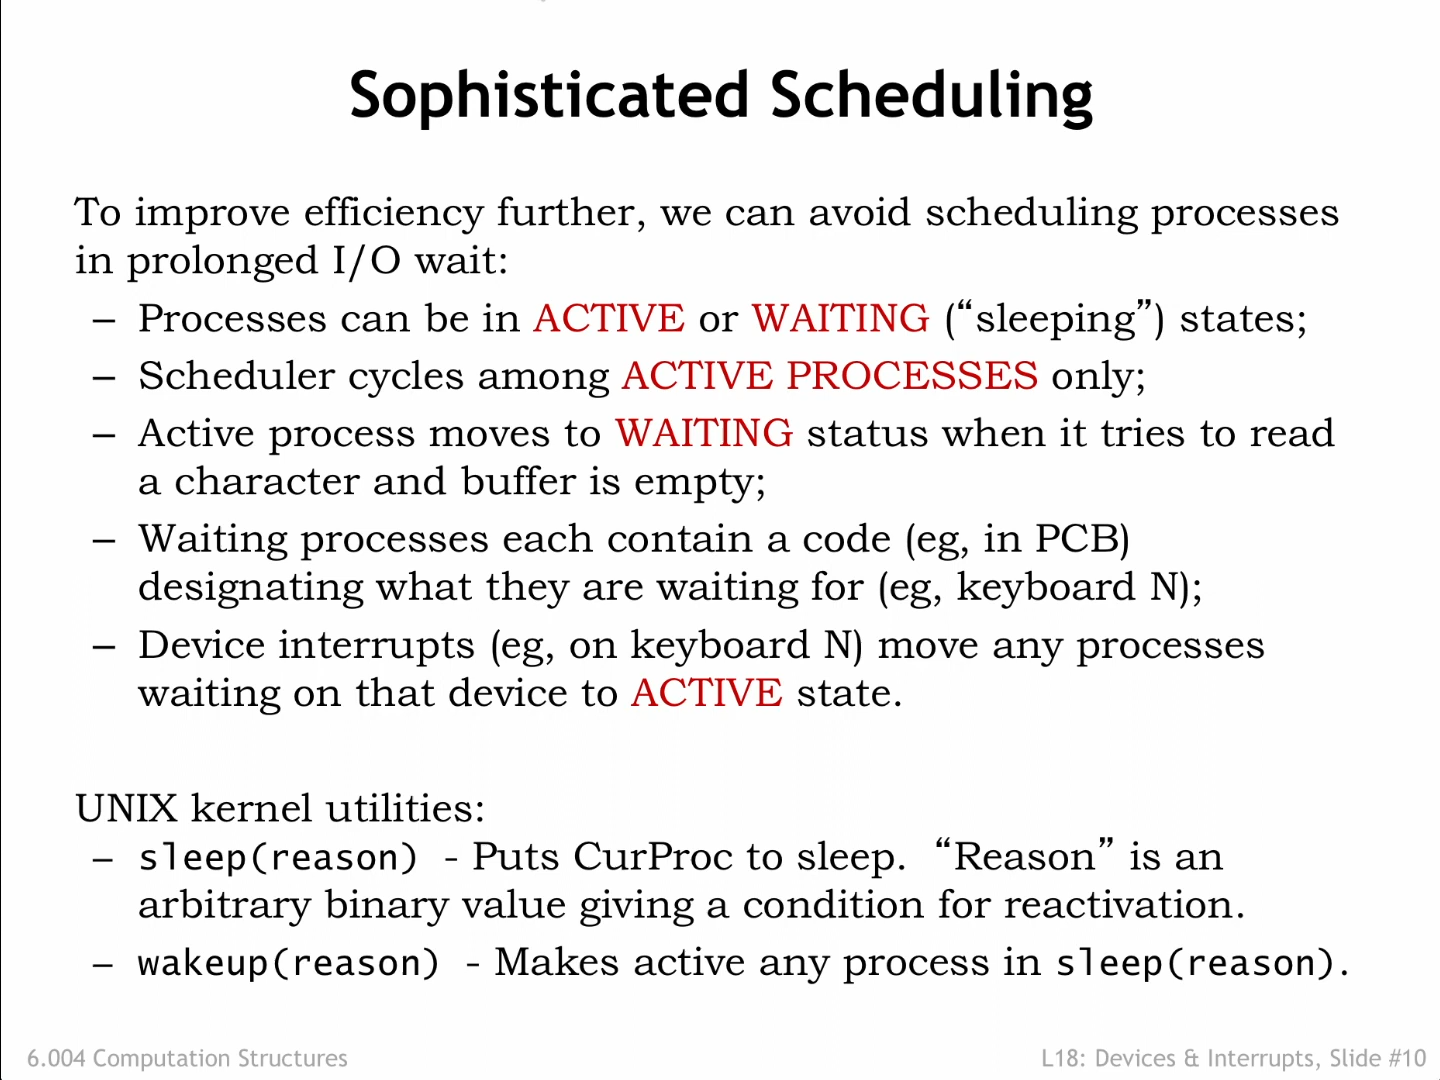 Sophisticated Scheduling
To improve efficiency further, we can avoid scheduling processes
in prolonged I/O wait:
– Processes can be in ACTIVE or WAITING (“sleeping”) states;
– Scheduler cycles among ACTIVE PROCESSES only;
– Active process moves to WAITING status when it tries to read
a character and buffer is empty;
– Waiting processes each contain a code (eg, in PCB)
designating what they are waiting for (eg, keyboard N);
– Device interrupts (eg, on keyboard N) move any processes
waiting on that device to ACTIVE state.
UNIX kernel utilities:
– sleep(reason) - Puts CurProc to sleep. “Reason” is an
arbitrary binary value giving a condition for reactivation.
– wakeup(reason) - Makes active any process in sleep(reason).
6.004 Computation Structures
L18: Devices & Interrupts, Slide #10